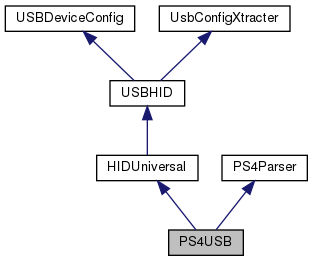 USBDeviceConfig
UsbConfigXtracter
USBHID
HIDUniversal
PS4Parser
PS4USB